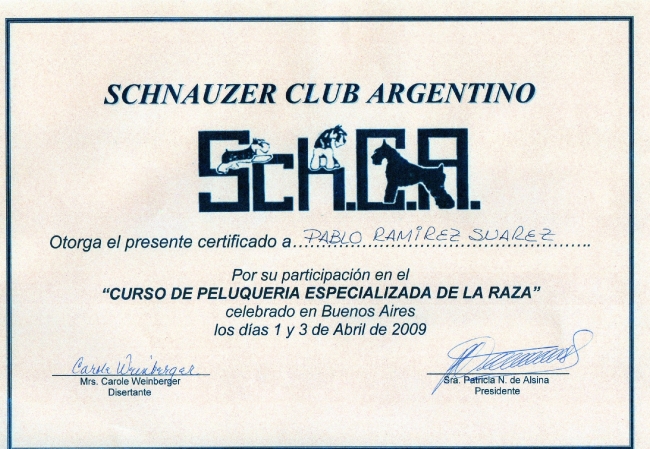 SCHNAUZER CLUB ARGENTINO
Sch.C.A.
Otorga el presente certificado a PABLO RAMÍREZ SUAREZ
Por su participación en el
“CURSO DE PELUQUERIA ESPECIALIZADA DE LA RAZA”
celebrado en Buenos Aires
los días 1 y 3 de Abril de 2009
Carole Weinberger
Mrs. Carole Weinberger
Disertante
Sra. Patricia N. de Alsina
Presidente